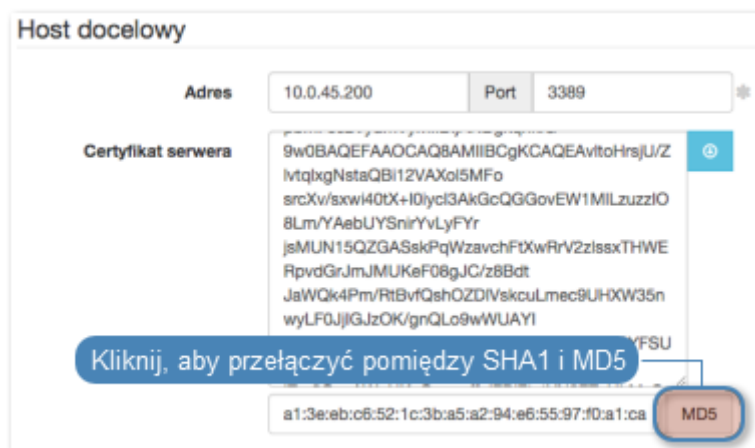 Host docelowy
Adres 10.0.45.200 Port 3389
Certyfikat serwera
9w0BAQEFAAOCAQ8AMIIBCgKCAQEAvltoHrsjU/Z
lvtqlxgNstaQBi12VAXol5MFo
srcXv/sxwi40tX+I0iycl3AkGcQGGovEW1MILzuzzIO
8Lm/YAebUYSnirYvLyFYr
jsMUN15QZGASskPqWzavchFtXwRrV2zIssxTHWE
RpvdGrJmJMUKeF08gJC/z8Bdt
JaWQk4Pm/RtBvfQshOZDIVskcuLmec9UHXW35n
wyLF0JjIGJzOK/gnQLo9wWUAYI
YFSU
Kliknij, aby przełączyć pomiędzy SHA1 i MD5
a1:3e:eb:c6:52:1c:3b:a5:a2:94:e6:55:97:f0:a1:ca MD5